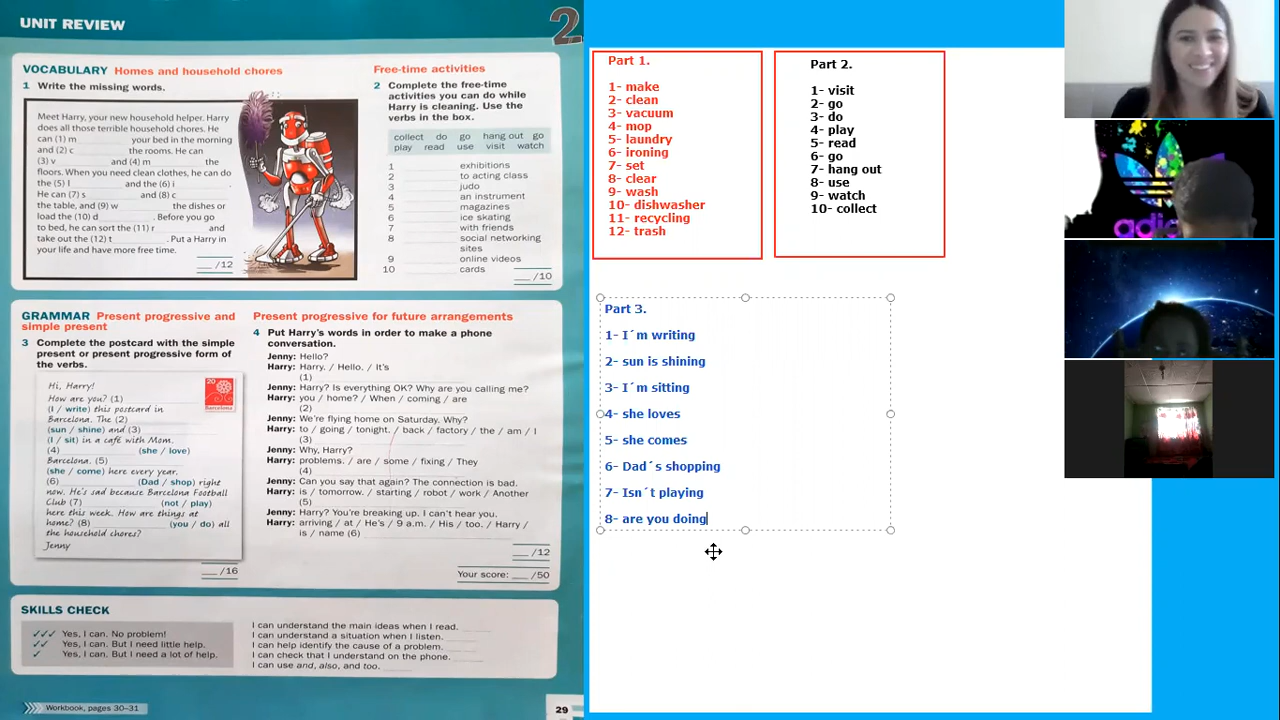 UNIT REVIEW
2
VOCABULARY Homes and household chores
1 Write the missing words.
Meet Harry, your new household helper. Harry
does all those terrible household chores. He
can (1) m your bed in the morning
and (2) c the rooms. He can
(3) v and (4) m the
floors. When you need clean clothes, he can do
the (5) l and the (6) i .
He can (7) s and (8) c
the table, and (9) w the dishes or
load the (10) d . Before you go
to bed, he can sort the (11) r and
take out the (12) t . Put a Harry in
your life and have more free time.
/12
Free-time activities
2 Complete the free-time
activities you can do while
Harry is cleaning. Use the
verbs in the box.
collect do go hang out go
play read use visit watch
1 exhibitions
2 to acting class
3 judo
4 an instrument
5 magazines
6 ice skating
7 with friends
8 social networking
sites
9 online videos
10 cards
/10
GRAMMAR Present progressive and
simple present
3 Complete the postcard with the simple
present or present progressive form of
the verbs.
20
Barcelona
Hi, Harry!
How are you? (1)
(I / write) this postcard in
Barcelona. The (2)
(sun / shine) and (3)
(I / sit) in a café with Mom.
(4) (she / love)
Barcelona. (5)
(she / come) here every year.
(6) (Dad / shop) right
now. He's sad because Barcelona Football
Club (7) (not / play)
here this week. How are things at
home? (8) (you / do) all
the household chores?
Jenny
/16
Present progressive for future arrangements
4 Put Harry's words in order to make a phone
conversation.
Jenny: Hello?
Harry: Harry. / Hello. / It's
(1)
Jenny: Harry? Is everything OK? Why are you calling me?
Harry: you / home? / When / coming / are
(2)
Jenny: We're flying home on Saturday. Why?
Harry: to / going / tonight. / back / factory / the / am / I
(3)
Jenny: Why, Harry?
Harry: problems. / are / some / fixing / They
(4)
Jenny: Can you say that again? The connection is bad.
Harry: is / tomorrow. / starting / robot / work / Another
(5)
Jenny: Harry? You're breaking up. I can't hear you.
Harry: arriving / at / He's / 9 a.m. / His / too. / Harry /
is / name (6)
/12
Your score: /50
SKILLS CHECK
✓✓✓ Yes, I can. No problem!
✓✓ Yes, I can. But I need little help.
✓ Yes, I can. But I need a lot of help.
I can understand the main ideas when I read.
I can understand a situation when I listen.
I can help identify the cause of a problem.
I can check that I understand on the phone.
I can use and, also, and too.
Workbook, pages 30–31
29
Part 1.
1- make
2- clean
3- vacuum
4- mop
5- laundry
6- ironing
7- set
8- clear
9- wash
10- dishwasher
11- recycling
12- trash
Part 2.
1- visit
2- go
3- do
4- play
5- read
6- go
7- hang out
8- use
9- watch
10- collect
Part 3.
1- I´m writing
2- sun is shining
3- I´m sitting
4- she loves
5- she comes
6- Dad´s shopping
7- Isn´t playing
8- are you doing